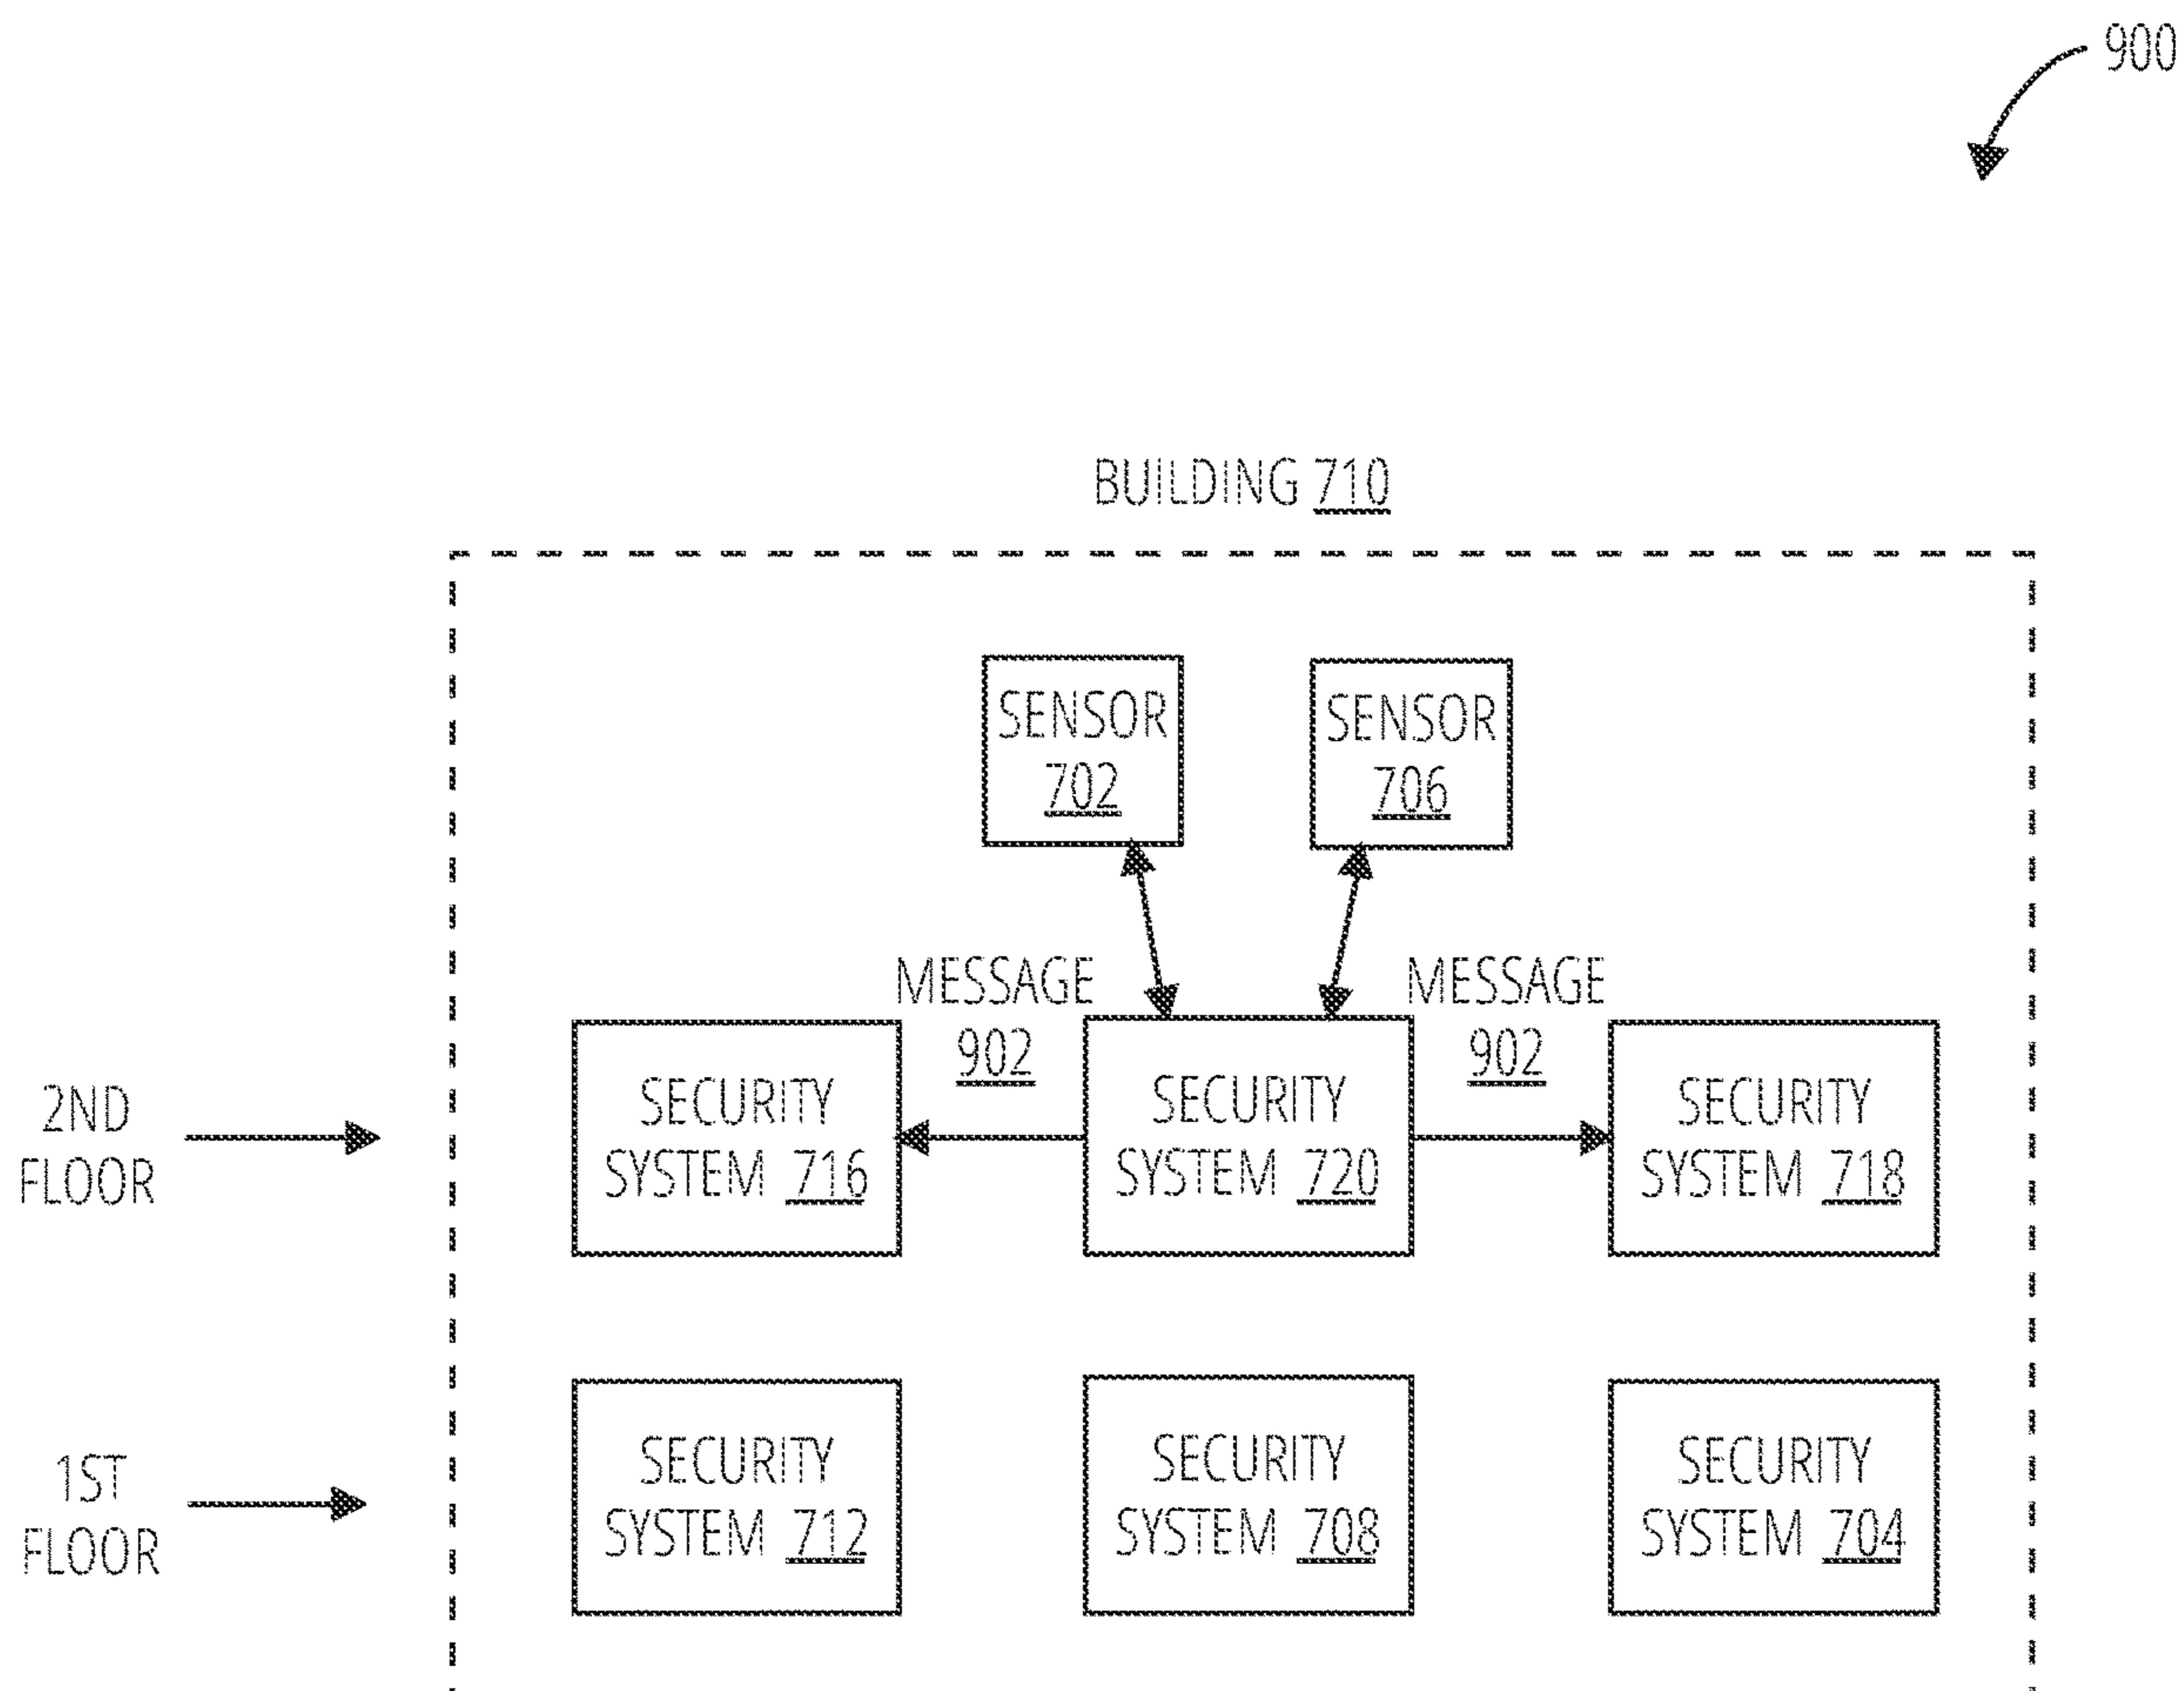 900
BUILDING 710
SENSOR
702
SENSOR
706
MESSAGE
902
MESSAGE
902
2ND
FLOOR
SECURITY
SYSTEM 716
SECURITY
SYSTEM 720
SECURITY
SYSTEM 718
1ST
FLOOR
SECURITY
SYSTEM 712
SECURITY
SYSTEM 708
SECURITY
SYSTEM 704